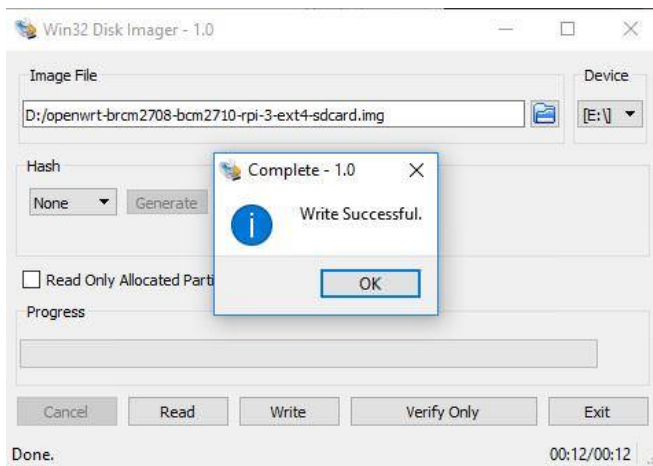 Win32 Disk Imager - 1.0
Image File
Device
D:/openwrt-brcm2708-bcm2710-rpi-3-ext4-sdcard.img
[E:\]
Hash
None
Generate
Complete - 1.0
Write Successful.
OK
Read Only Allocated Parti
Progress
Cancel
Read
Write
Verify Only
Exit
Done.
00:12/00:12